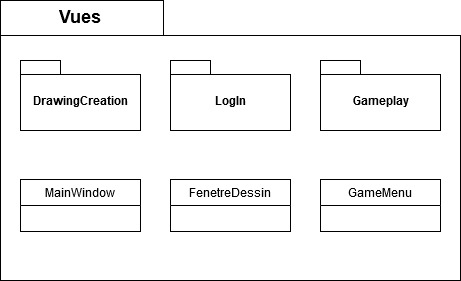 Vues
DrawingCreation
LogIn
Gameplay
MainWindow
FenetreDessin
GameMenu